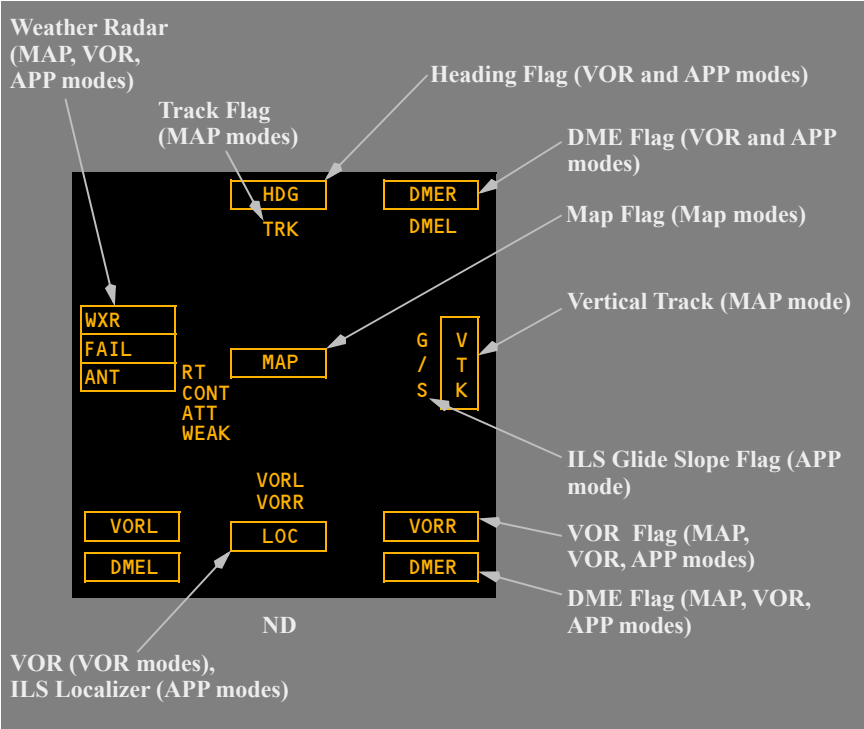 Weather Radar
(MAP, VOR,
APP modes)
Heading Flag (VOR and APP modes)
Track Flag
(MAP modes)
DME Flag (VOR and APP
modes)
HDG
DMER
TRK
DMEL
Map Flag (Map modes)
Vertical Track (MAP mode)
WXR
FAIL
ANT
RT
CONT
ATT
WEAK
MAP
G
/
S
V
T
K
ILS Glide Slope Flag (APP
mode)
VORL
VORR
VORL
LOC
VORR
DMEL
DMER
VOR  Flag (MAP,
VOR, APP modes)
DME Flag (MAP, VOR,
APP modes)
ND
VOR (VOR modes),
ILS Localizer (APP modes)